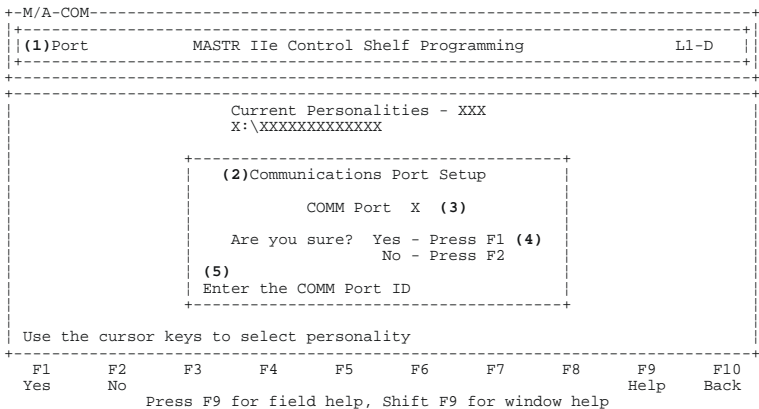 M/A-COM
(1)Port MASTR IIe Control Shelf Programming L1-D
Current Personalities - XXX
X:\XXXXXXXXXXXXX
(2)Communications Port Setup
COMM Port X (3)
Are you sure? Yes - Press F1 (4)
No - Press F2
(5)
Enter the COMM Port ID
Use the cursor keys to select personality
F1 F2 F3 F4 F5 F6 F7 F8 F9 F10
Yes No Help Back
Press F9 for field help, Shift F9 for window help